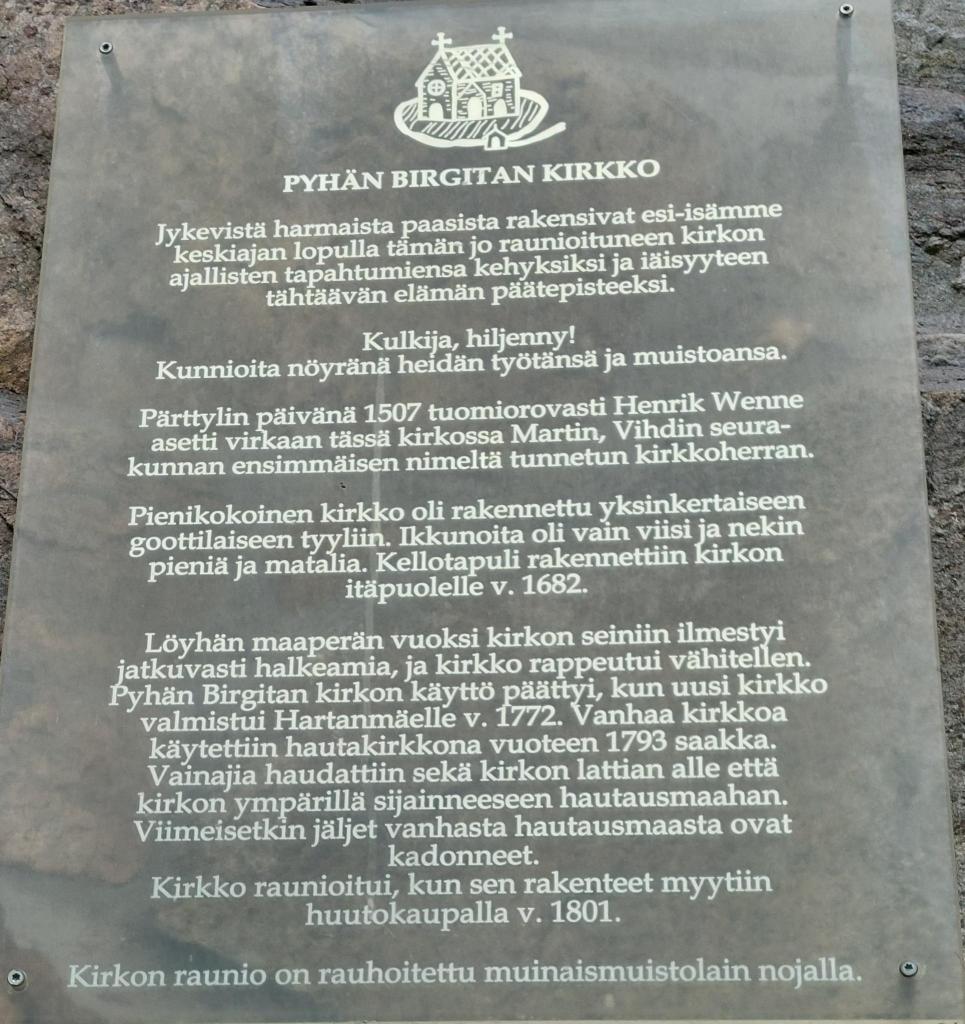 PYHÄN BIRGITAN KIRKKO
Jykevistä harmaista paasista rakensivat esi-isämme
keskiajan lopulla tämän jo raunioituneen kirkon
ajallisten tapahtumiensa kehyksiksi ja iäisyyteen
tähtäävän elämän päätepisteeksi.
Kulkija, hiljenny!
Kunnioita nöyränä heidän työtänsä ja muistoansa.
Pärttylin päivänä 1507 tuomiorovasti Henrik Wenne
asetti virkaan tässä kirkossa Martin, Vihdin seura-
kunnan ensimmäisen nimeltä tunnetun kirkkoherran.
Pienikokoinen kirkko oli rakennettu yksinkertaiseen
goottilaiseen tyyliin. Ikkunoita oli vain viisi ja nekin
pieniä ja matalia. Kellotapuli rakennettiin kirkon
itäpuolelle v. 1682.
Löyhän maaperän vuoksi kirkon seiniin ilmestyi
jatkuvasti halkeamia, ja kirkko rappeutui vähitellen.
Pyhän Birgitan kirkon käyttö päättyi, kun uusi kirkko
valmistui Hartanmäelle v. 1772. Vanhaa kirkkoa
käytettiin hautakirkkona vuoteen 1793 saakka.
Vainajia haudattiin sekä kirkon lattian alle että
kirkon ympärillä sijainneeseen hautausmaahan.
Viimeisetkin jäljet vanhasta hautausmaasta ovat
kadonneet.
Kirkko raunioitui, kun sen rakenteet myytiin
huutokaupalla v. 1801.
Kirkon raunio on rauhoitettu muinaismuistolain nojalla.